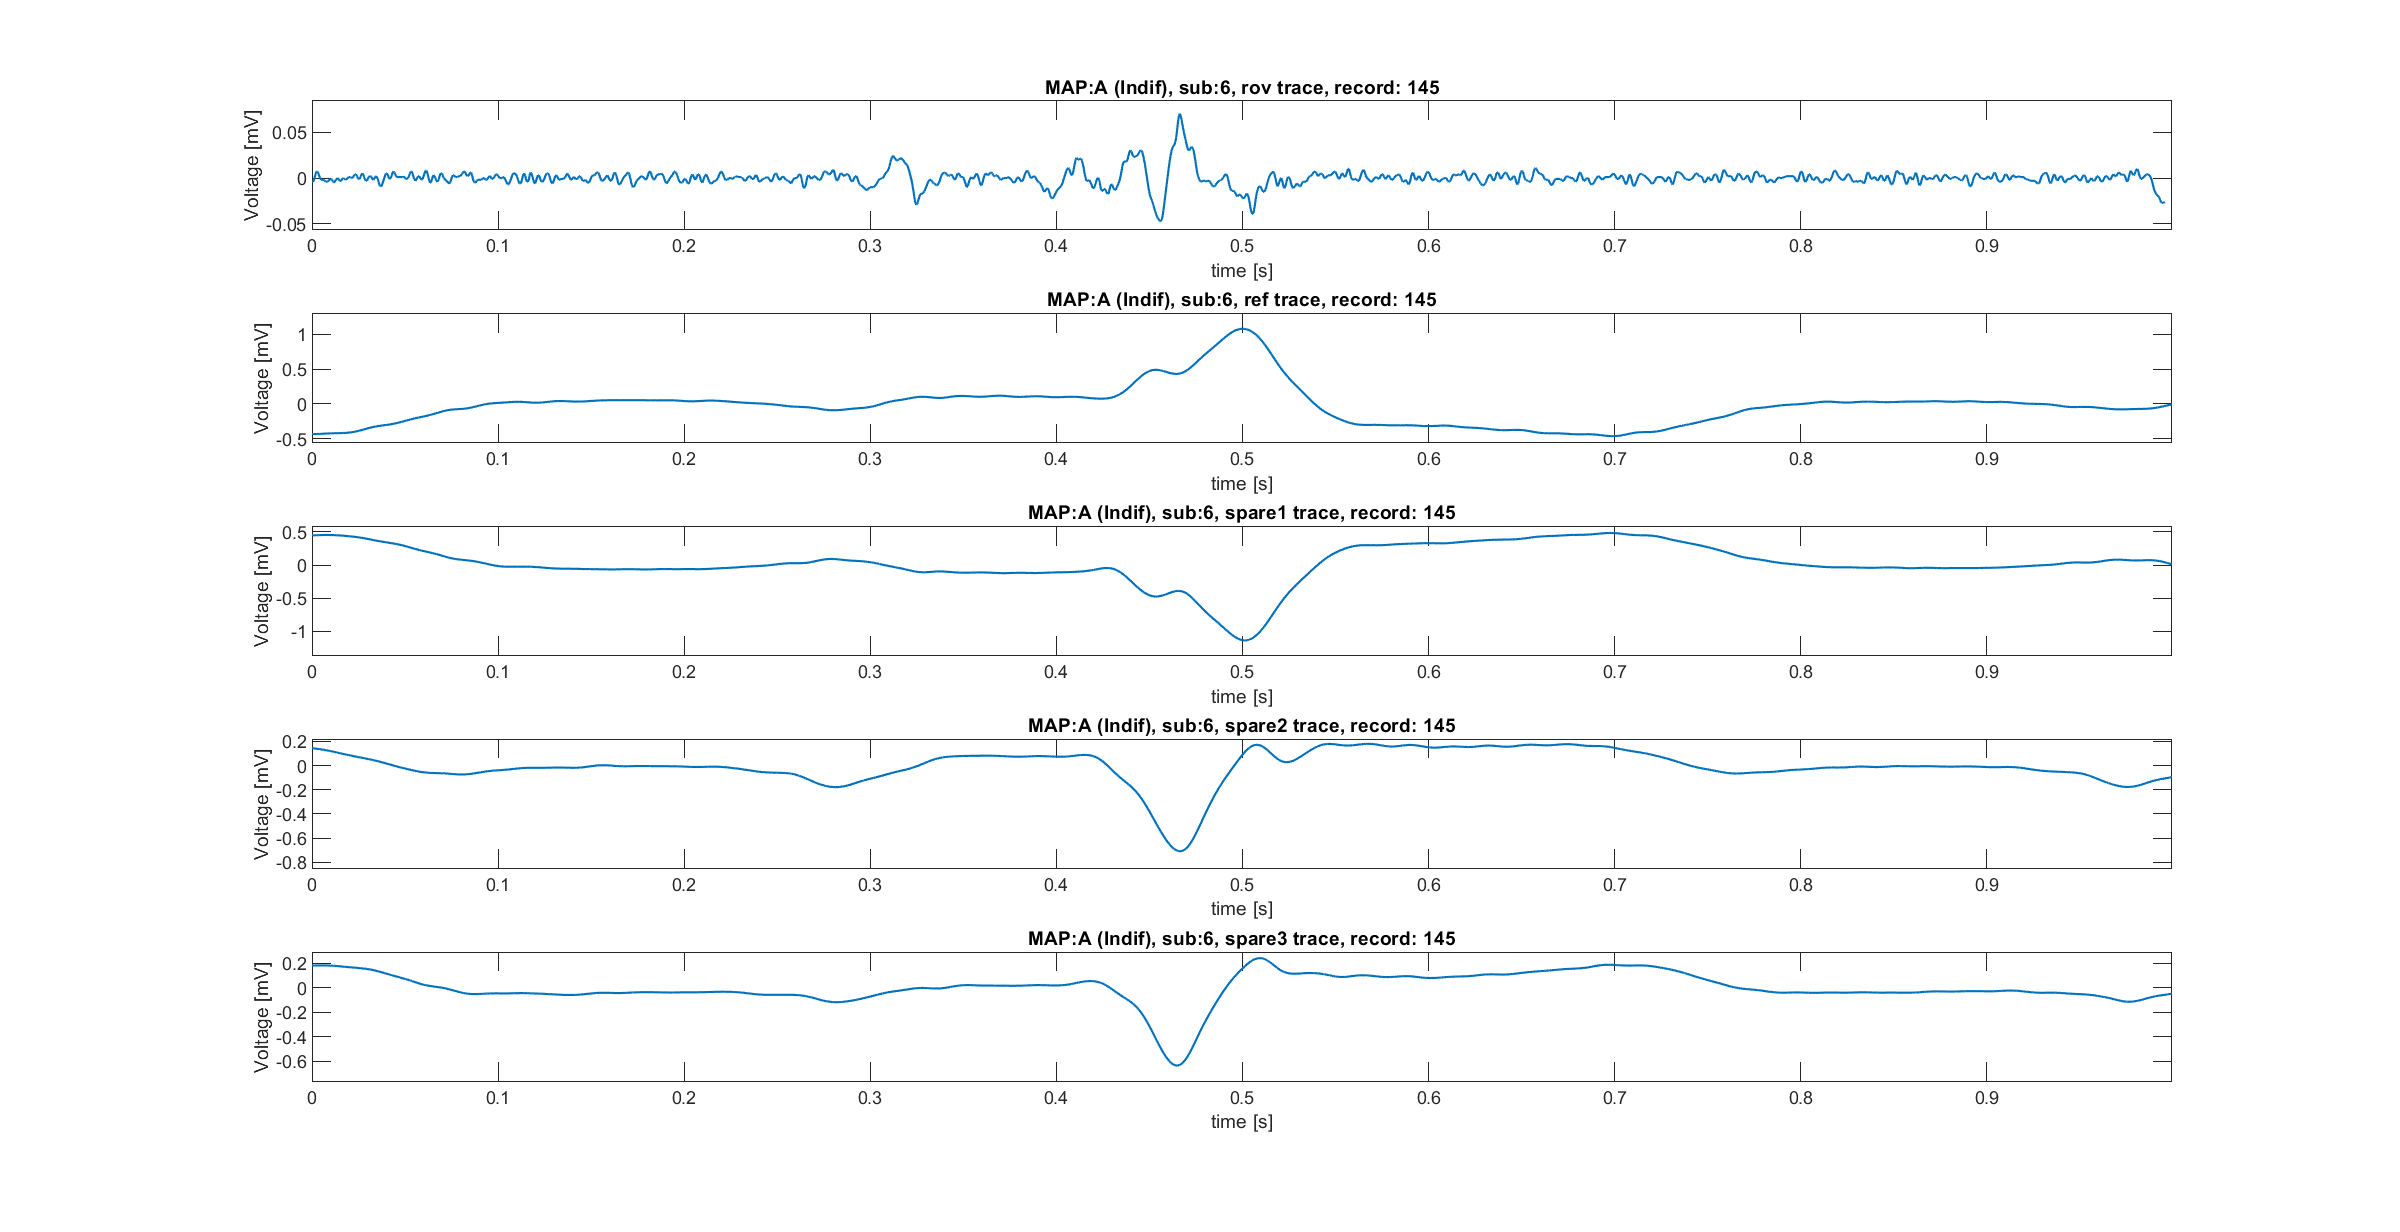 MAP:A (Indif), sub:6, rov trace, record: 145
Voltage [mV]
0.05
0
-0.05
0 0.1 0.2 0.3 0.4 0.5 0.6 0.7 0.8 0.9
time [s]
MAP:A (Indif), sub:6, ref trace, record: 145
Voltage [mV]
1
0.5
0
-0.5
0 0.1 0.2 0.3 0.4 0.5 0.6 0.7 0.8 0.9
time [s]
MAP:A (Indif), sub:6, spare1 trace, record: 145
Voltage [mV]
0.5
0
-0.5
-1
0 0.1 0.2 0.3 0.4 0.5 0.6 0.7 0.8 0.9
time [s]
MAP:A (Indif), sub:6, spare2 trace, record: 145
Voltage [mV]
0.2
0
-0.2
-0.4
-0.6
-0.8
0 0.1 0.2 0.3 0.4 0.5 0.6 0.7 0.8 0.9
time [s]
MAP:A (Indif), sub:6, spare3 trace, record: 145
Voltage [mV]
0.2
0
-0.2
-0.4
-0.6
0 0.1 0.2 0.3 0.4 0.5 0.6 0.7 0.8 0.9
time [s]